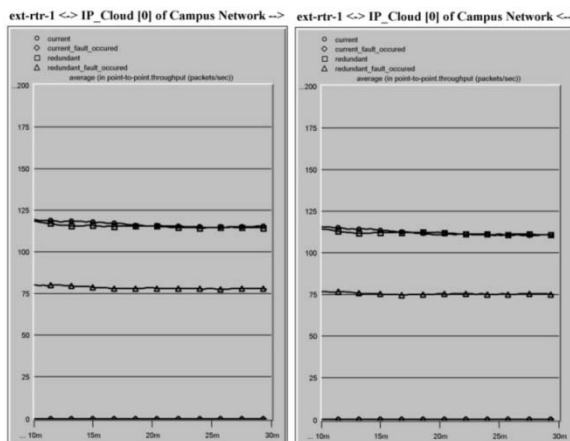 ext-rtr-1 <-> IP_Cloud [0] of Campus Network -->
current
current_fault_occured
redundant
redundant_fault_occured
average (in point-to-point.throughput (packets/sec))
...200
175
150
125
100
75
50
25
0
... 10m
15m
20m
25m
30m
ext-rtr-1 <-> IP_Cloud [0] of Campus Network <--
current
current_fault_occured
redundant
redundant_fault_occured
average (in point-to-point.throughput (packets/sec))
...200
175
150
125
100
75
50
25
0
... 10m
15m
20m
25m
30m